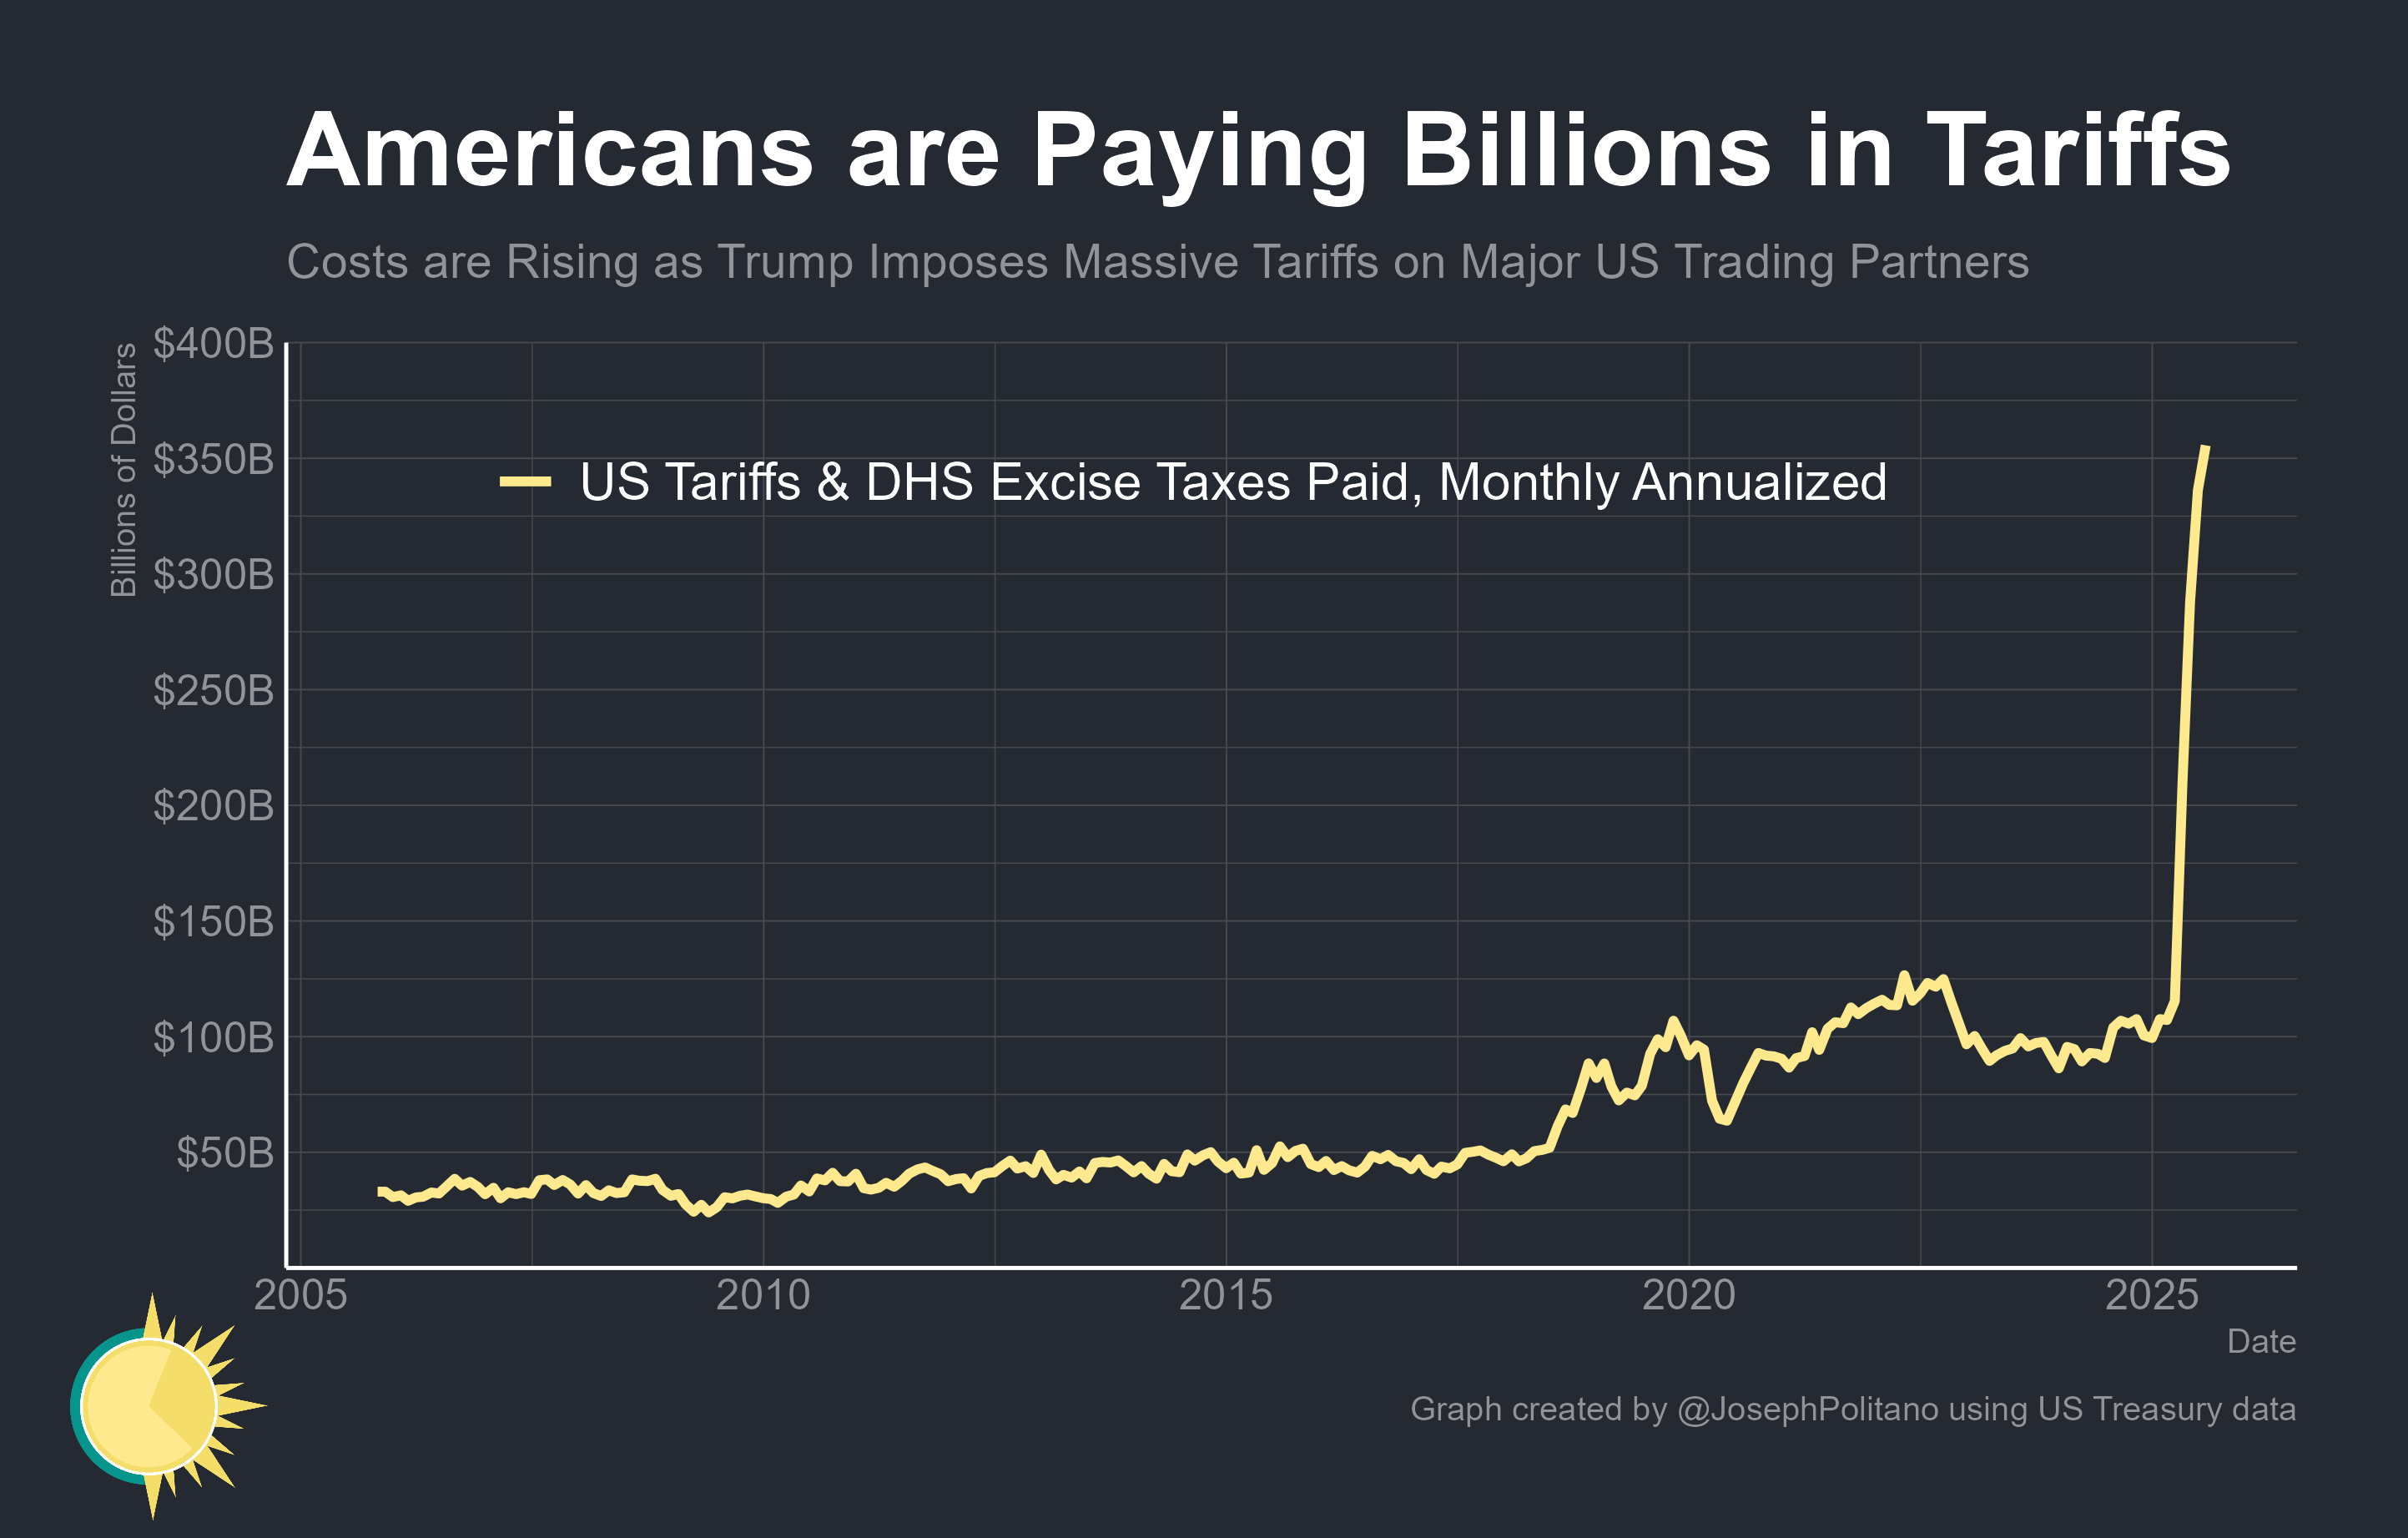 Americans are Paying Billions in Tariffs
Costs are Rising as Trump Imposes Massive Tariffs on Major US Trading Partners
Billions of Dollars
$400B
$350B
$300B
$250B
$200B
$150B
$100B
$50B
US Tariffs & DHS Excise Taxes Paid, Monthly Annualized
2005
2010
2015
2020
2025
Date
Graph created by @JosephPolitano using US Treasury data